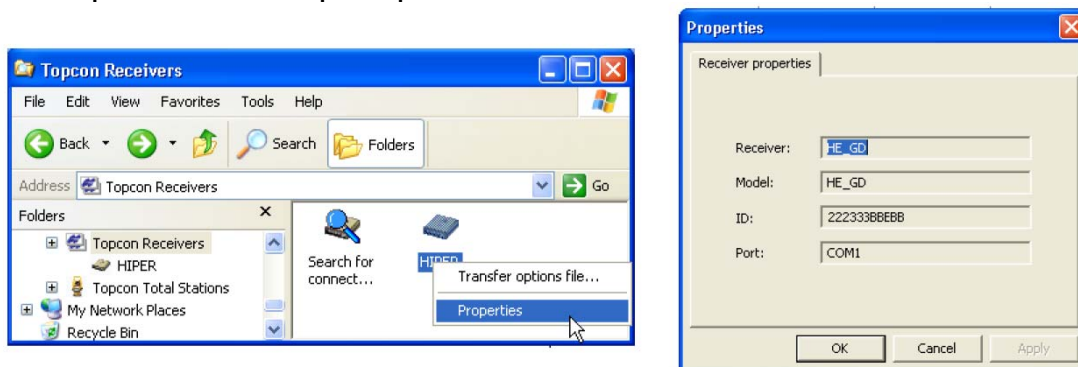 Topcon Receivers
File Edit View Favorites Tools Help
Back Search Folders
Address Topcon Receivers Go
Folders
Topcon Receivers
HIPER
Topcon Total Stations
My Network Places
Recycle Bin
Search for
connect...
HIPER
Transfer options file...
Properties
Properties
Receiver properties
Receiver: HE_GD
Model: HE_GD
ID: 222333BBEBB
Port: COM1
OK Cancel Apply